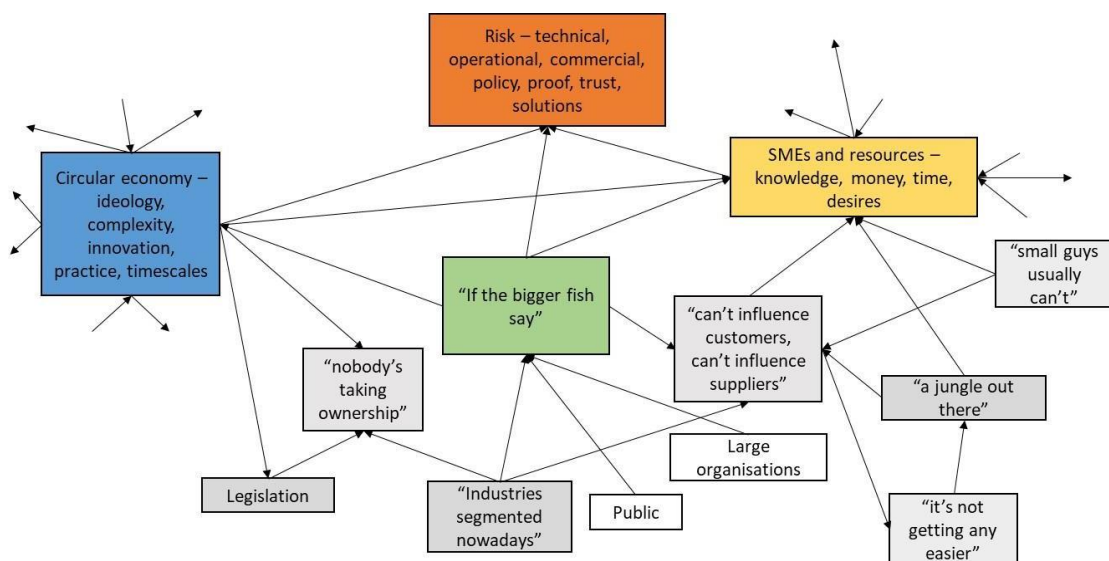 Risk – technical,
operational, commercial,
policy, proof, trust,
solutions
Circular economy –
ideology,
complexity,
innovation,
practice, timescales
SMEs and resources –
knowledge, money, time,
desires
“small guys
usually
can’t”
“If the bigger fish
say”
“can’t influence
customers,
can’t influence
suppliers”
“nobody’s
taking
ownership”
“a jungle out
there”
Large
organisations
Legislation
“Industries
segmented
nowadays”
Public
“it’s not
getting any
easier”